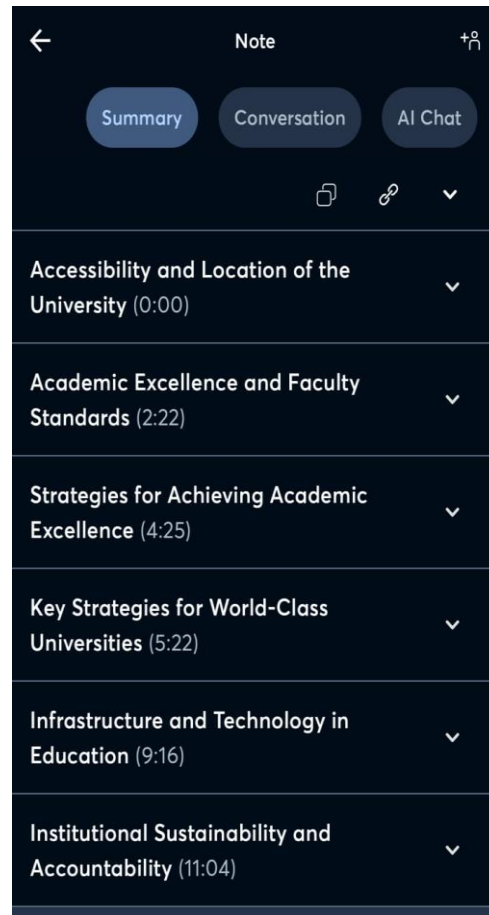 Note
Summary
Conversation
AI Chat
Accessibility and Location of the
University (0:00)
Academic Excellence and Faculty
Standards (2:22)
Strategies for Achieving Academic
Excellence (4:25)
Key Strategies for World-Class
Universities (5:22)
Infrastructure and Technology in
Education (9:16)
Institutional Sustainability and
Accountability (11:04)